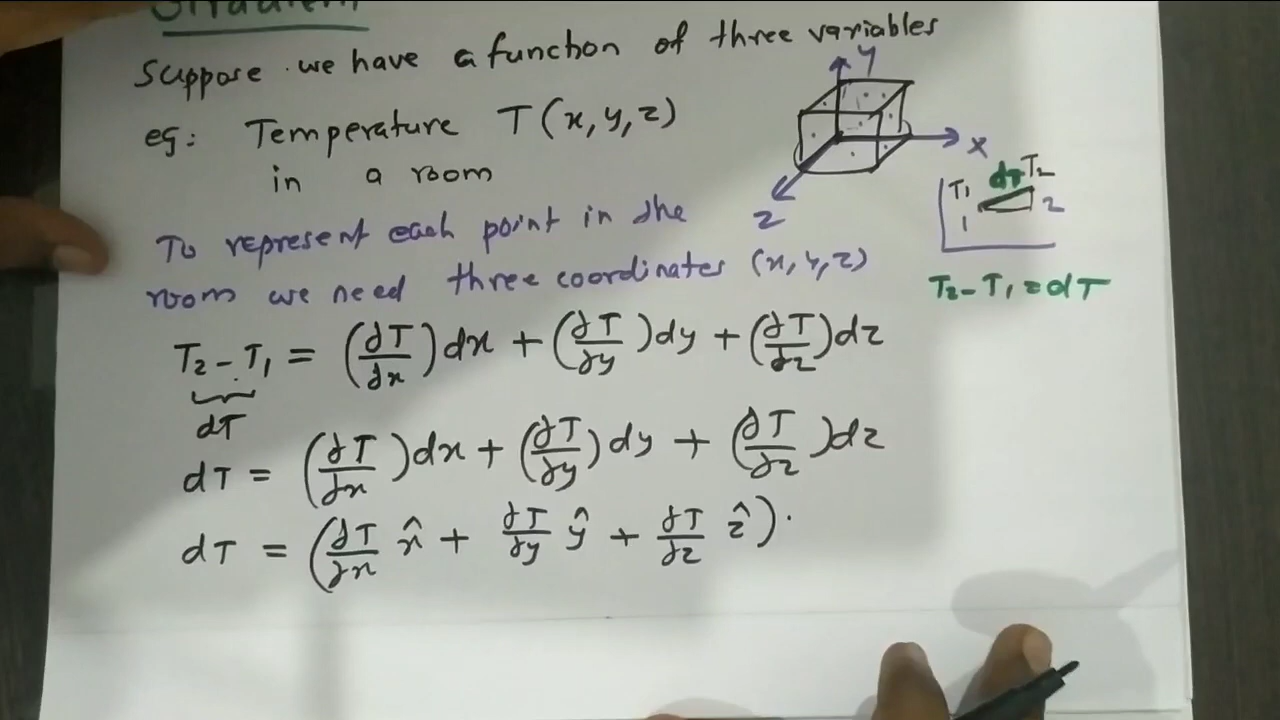 Gradient
Suppose we have a function of three variables
eg: Temperature T(x,y,z)
in a room
y
x
z
T1 dr T2
1 2
T2-T1=dT
To represent each point in the
room we need three coordinates (x,y,z)
T2-T1 = (∂T/∂x)dx + (∂T/∂y)dy + (∂T/∂z)dz
dT
dT = (∂T/∂x)dx + (∂T/∂y)dy + (∂T/∂z)dz
dT = (∂T/∂x x̂ + ∂T/∂y ŷ + ∂T/∂z ẑ).